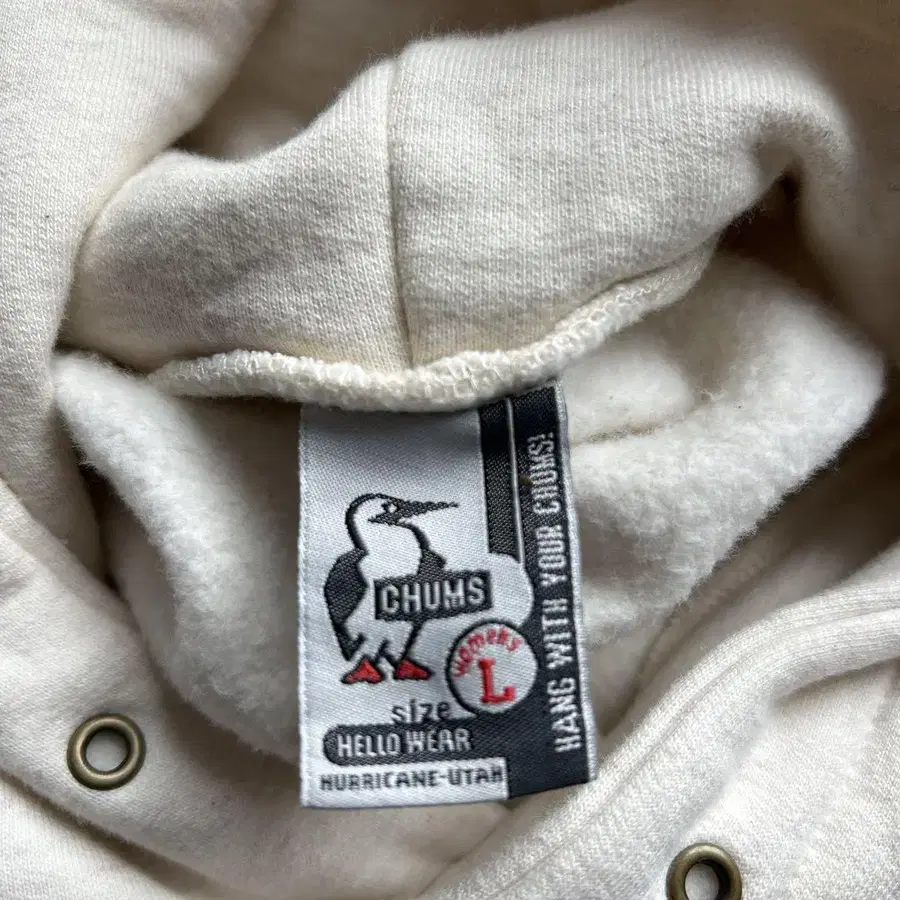 CHUMS
women's
L
size
HELLO WEAR
HURRICANE-UTAH
HANG WITH YOUR CHUMS!